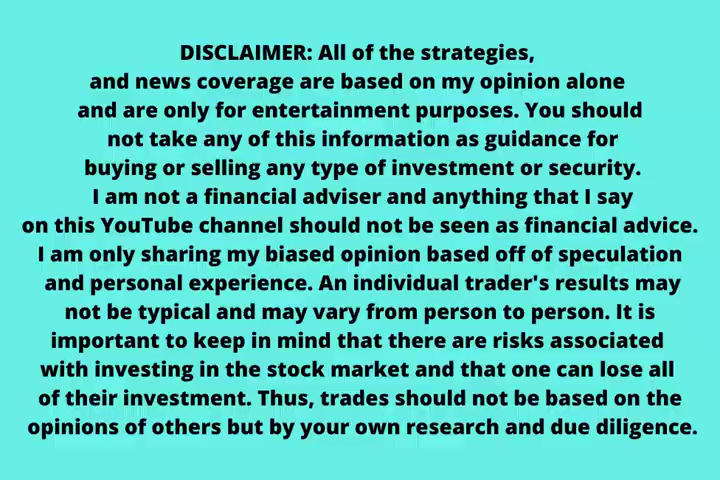 DISCLAIMER: All of the strategies,
and news coverage are based on my opinion alone
and are only for entertainment purposes. You should
not take any of this information as guidance for
buying or selling any type of investment or security.
I am not a financial adviser and anything that I say
on this YouTube channel should not be seen as financial advice.
I am only sharing my biased opinion based off of speculation
and personal experience. An individual trader's results may
not be typical and may vary from person to person. It is
important to keep in mind that there are risks associated
with investing in the stock market and that one can lose all
of their investment. Thus, trades should not be based on the
opinions of others but by your own research and due diligence.